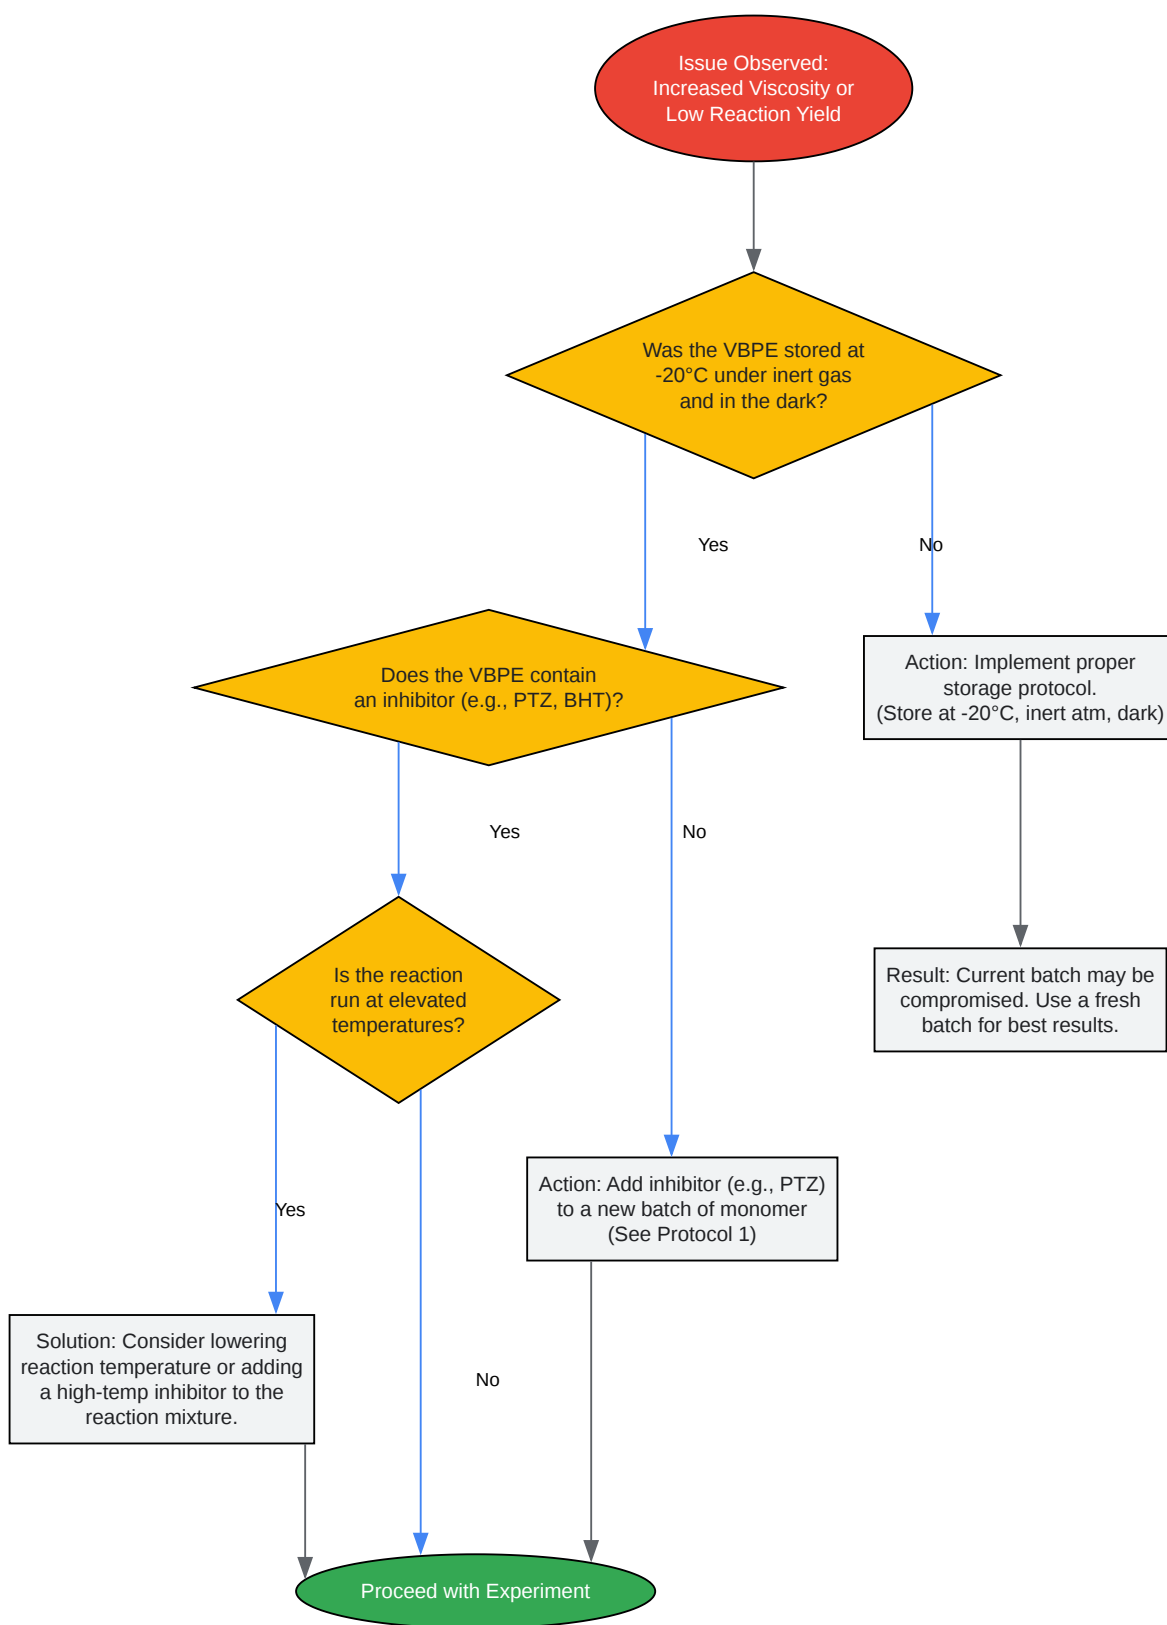 Issue Observed:
Increased Viscosity or
Low Reaction Yield
Was the VBPE stored at
-20°C under inert gas
and in the dark?
Yes
No
Does the VBPE contain
an inhibitor (e.g., PTZ, BHT)?
Action: Implement proper
storage protocol.
(Store at -20°C, inert atm, dark)
Yes
No
Is the reaction
run at elevated
temperatures?
Result: Current batch may be
compromised. Use a fresh
batch for best results.
Yes
Action: Add inhibitor (e.g., PTZ)
to a new batch of monomer
(See Protocol 1)
Solution: Consider lowering
reaction temperature or adding
a high-temp inhibitor to the
reaction mixture.
No
Proceed with Experiment